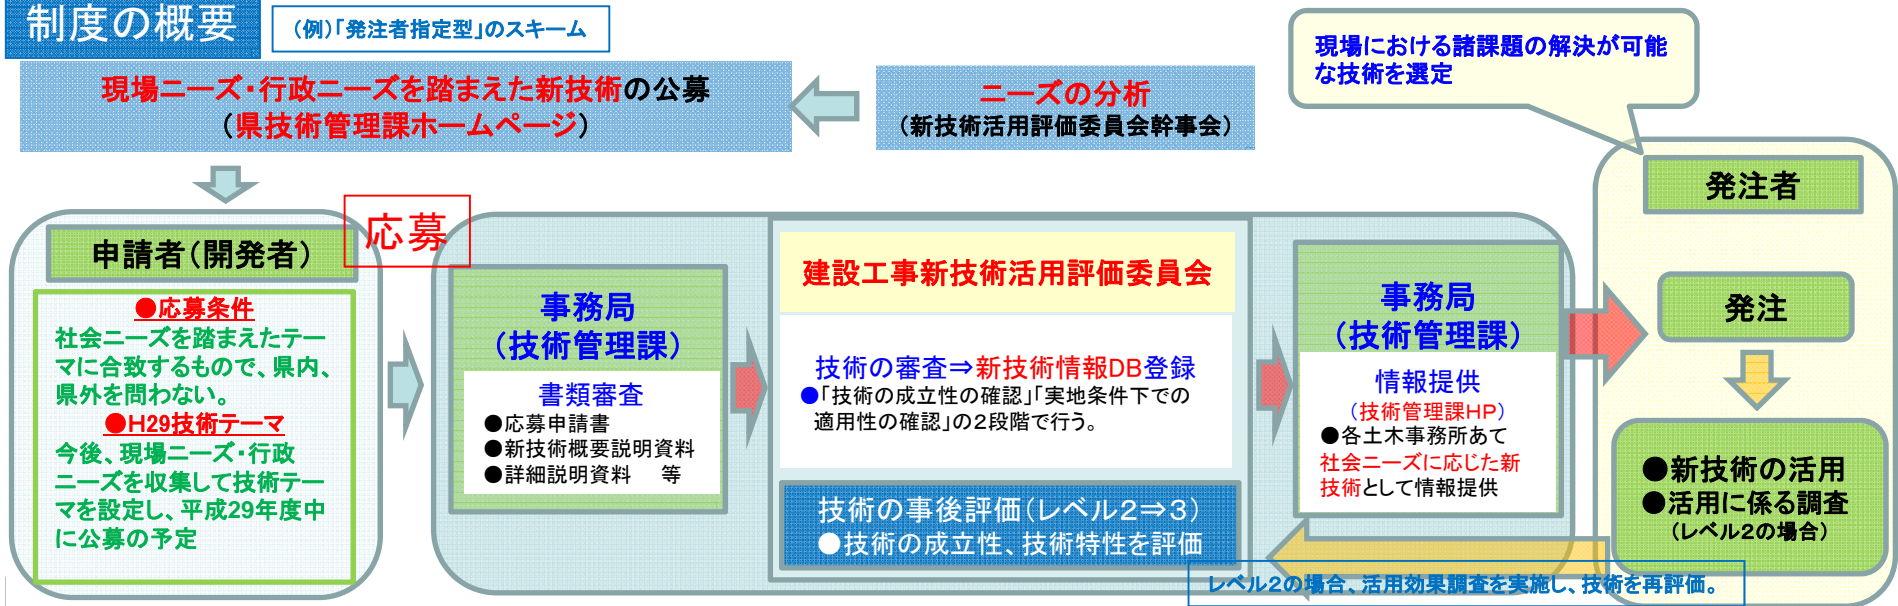 制度の概要
（例）「発注者指定型」のスキーム
現場ニーズ・行政ニーズを踏まえた新技術の公募
（県技術管理課ホームページ）
ニーズの分析
（新技術活用評価委員会幹事会）
現場における諸課題の解決が可能
な技術を選定
申請者（開発者）
●応募条件
社会ニーズを踏まえたテー
マに合致するもので、県内、
県外を問わない。
●H29技術テーマ
今後、現場ニーズ・行政
ニーズを収集して技術テー
マを設定し、平成29年度中
に公募の予定
応募
事務局
（技術管理課）
書類審査
●応募申請書
●新技術概要説明資料
●詳細説明資料　等
建設工事新技術活用評価委員会
技術の審査⇒新技術情報DB登録
●「技術の成立性の確認」「実地条件下での
適用性の確認」の２段階で行う。
技術の事後評価（レベル２⇒３）
●技術の成立性、技術特性を評価
事務局
（技術管理課）
情報提供
（技術管理課HP）
●各土木事務所あて
社会ニーズに応じた新
技術として情報提供
発注者
発注
●新技術の活用
●活用に係る調査
（レベル２の場合）
レベル２の場合、活用効果調査を実施し、技術を再評価。